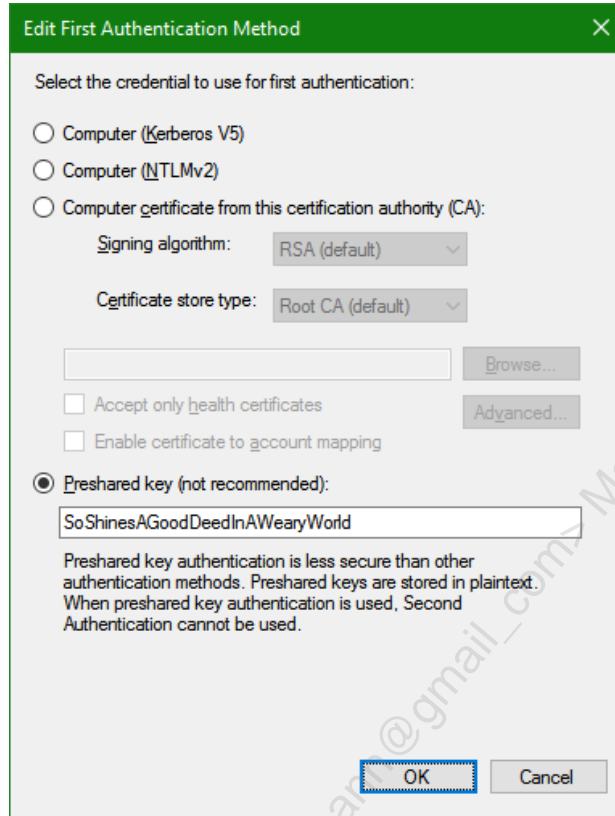 Edit First Authentication Method
Select the credential to use for first authentication:
Computer (Kerberos V5)
Computer (NTLMv2)
Computer certificate from this certification authority (CA):
Signing algorithm: RSA (default)
Certificate store type: Root CA (default)
Browse...
Accept only health certificates
Advanced...
Enable certificate to account mapping
Preshared key (not recommended):
SoShinesAGoodDeedInAWearyWorld
Preshared key authentication is less secure than other
authentication methods. Preshared keys are stored in plaintext.
When preshared key authentication is used, Second
Authentication cannot be used.
OK Cancel